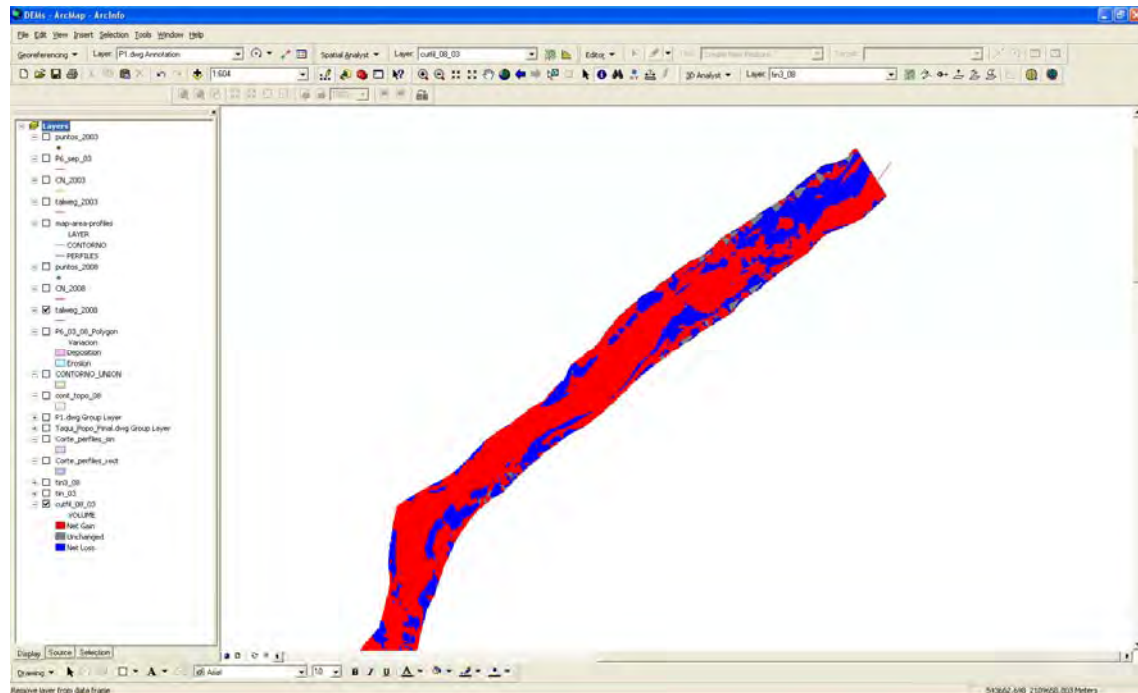 DEMs - ArcMap - ArcInfo
File Edit View Insert Selection Tools Window Help
Georeferencing Layer: P1.dwg Annotation Spatial Analyst Layer: cutfil_08_03 Editor
1:604 3D Analyst Layer: tin3_08
Layers
puntos_2003
P6_sep_03
CN_2003
talweg_2003
map-area-profiles
LAYER
CONTORNO
PERFILES
puntos_2008
CN_2008
talweg_2008
P6_03_08_Polygon
Variacion
Deposition
Erosion
CONTORNO_UNION
cont_topo_08
P1.dwg Group Layer
Taqui_Popo_Final.dwg Group Layer
Corte_perfiles_sin
Corte_perfiles_rect
tin3_08
tin_03
cutfil_08_03
VOLUME
Net Gain
Unchanged
Net Loss
Display Source Selection
Drawing A Arial 10 B I U A
Remove layer from data frame